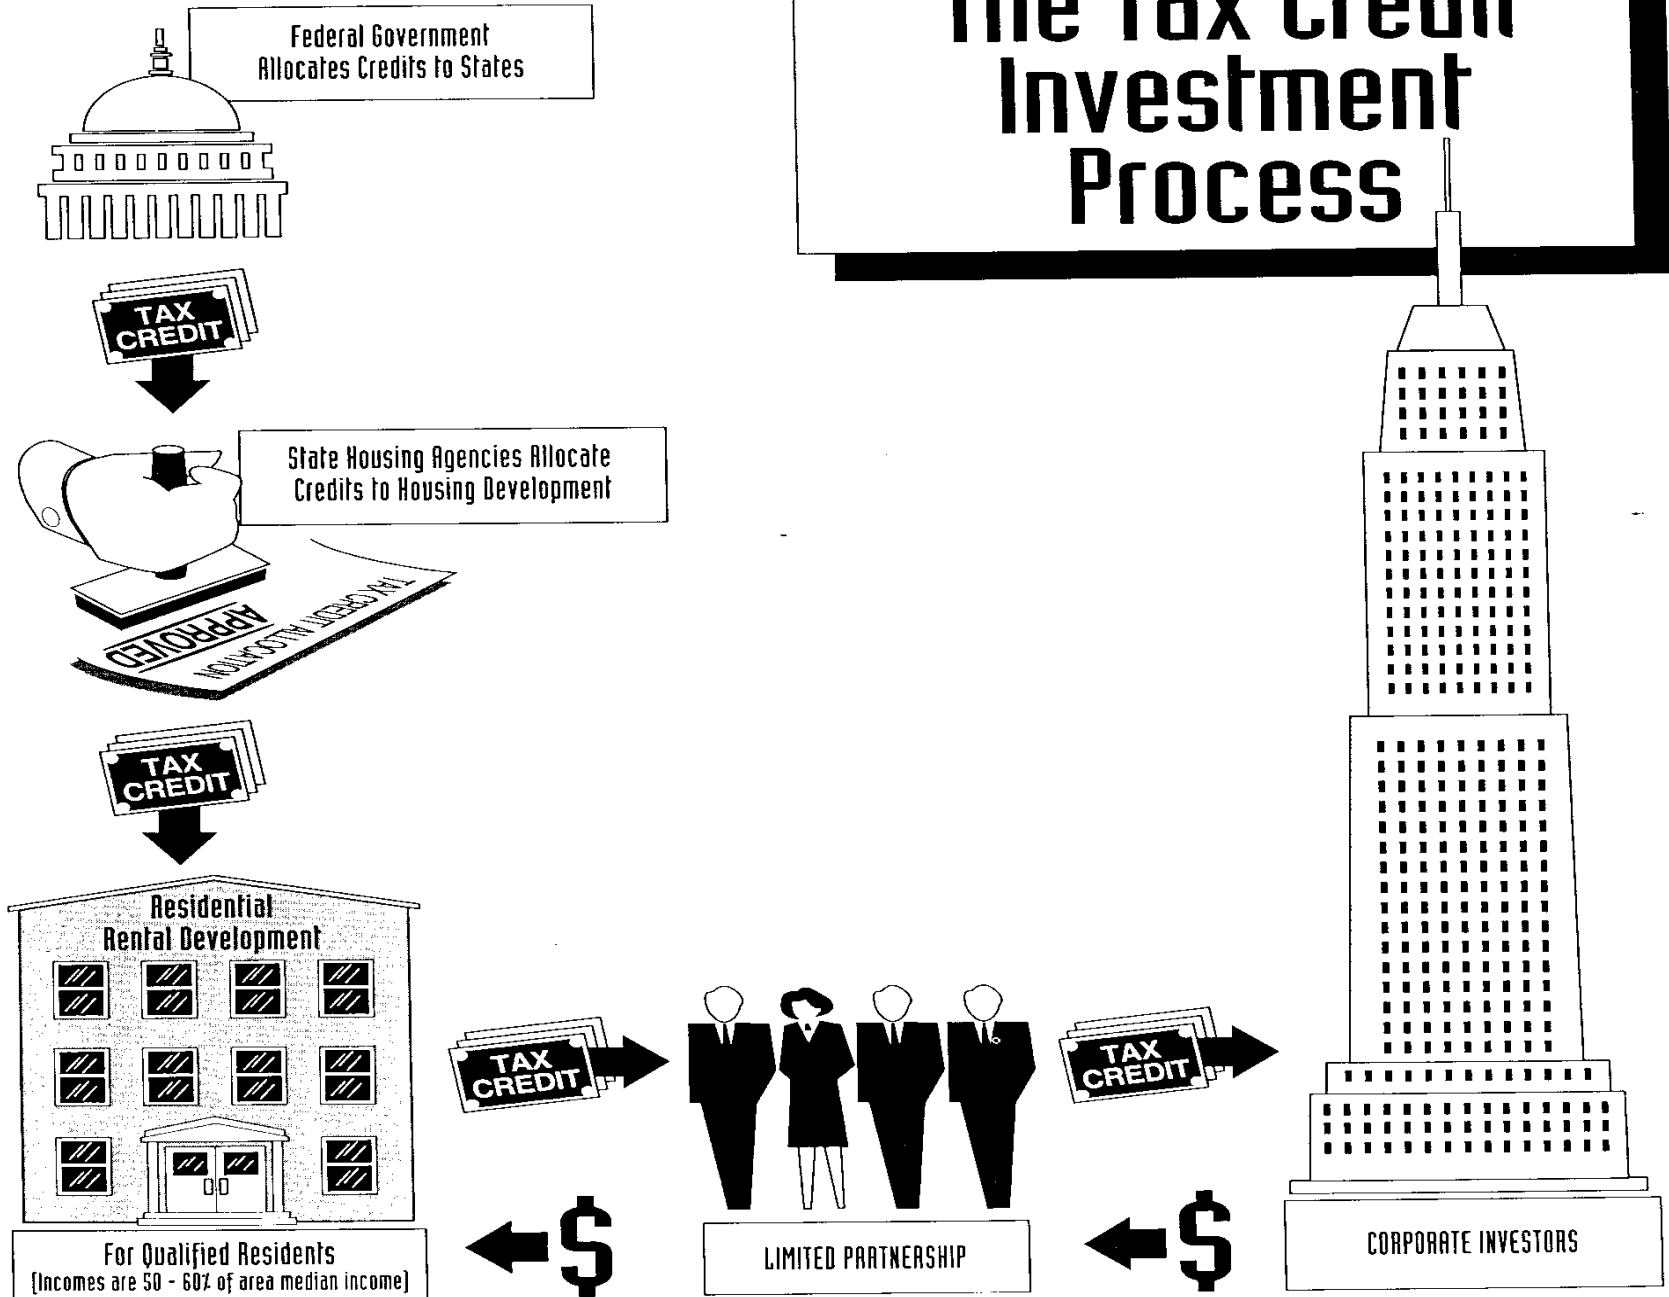 The Tax Credit
Investment
Process
Federal Government
Allocates Credits to States
TAX
CREDIT
State Housing Agencies Allocate
Credits to Housing Development
TAX CREDIT ALLOCATION
APPROVED
TAX
CREDIT
Residential
Rental Development
TAX
CREDIT
TAX
CREDIT
$
$
For Qualified Residents
(Incomes are 50 - 60% of area median income)
LIMITED PARTNERSHIP
CORPORATE INVESTORS